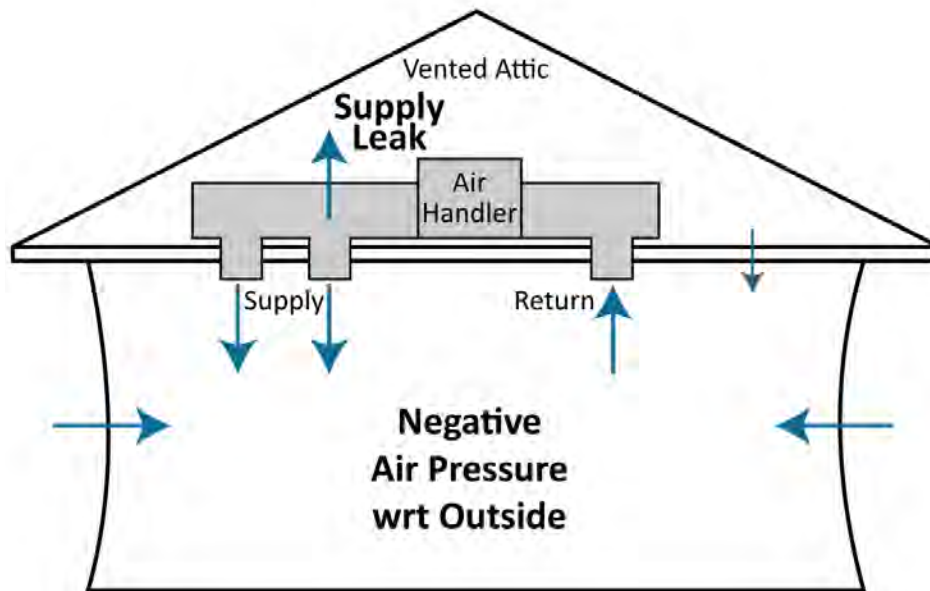 Vented Attic
Supply
Leak
Air
Handler
Supply
Return
Negative
Air Pressure
wrt Outside